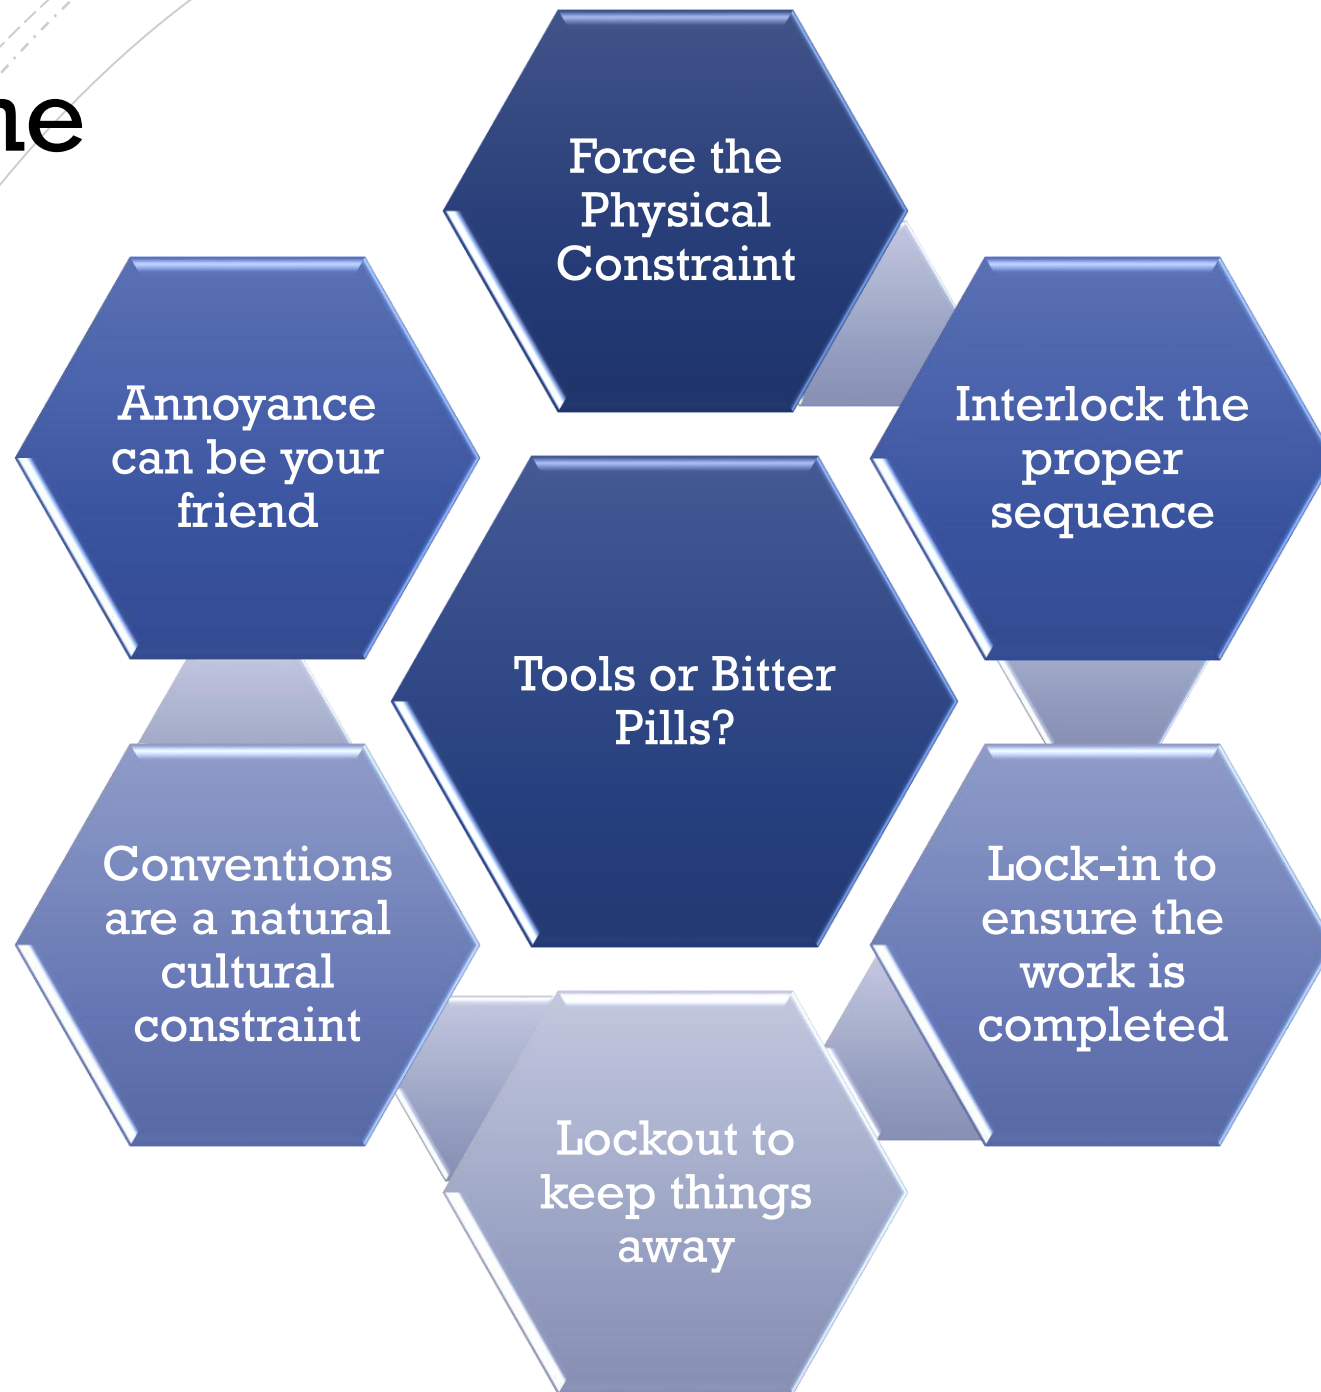 Force the
Physical
Constraint
Interlock the
proper
sequence
Lock-in to
ensure the
work is
completed
Lockout to
keep things
away
Conventions
are a natural
cultural
constraint
Annoyance
can be your
friend
Tools or Bitter
Pills?